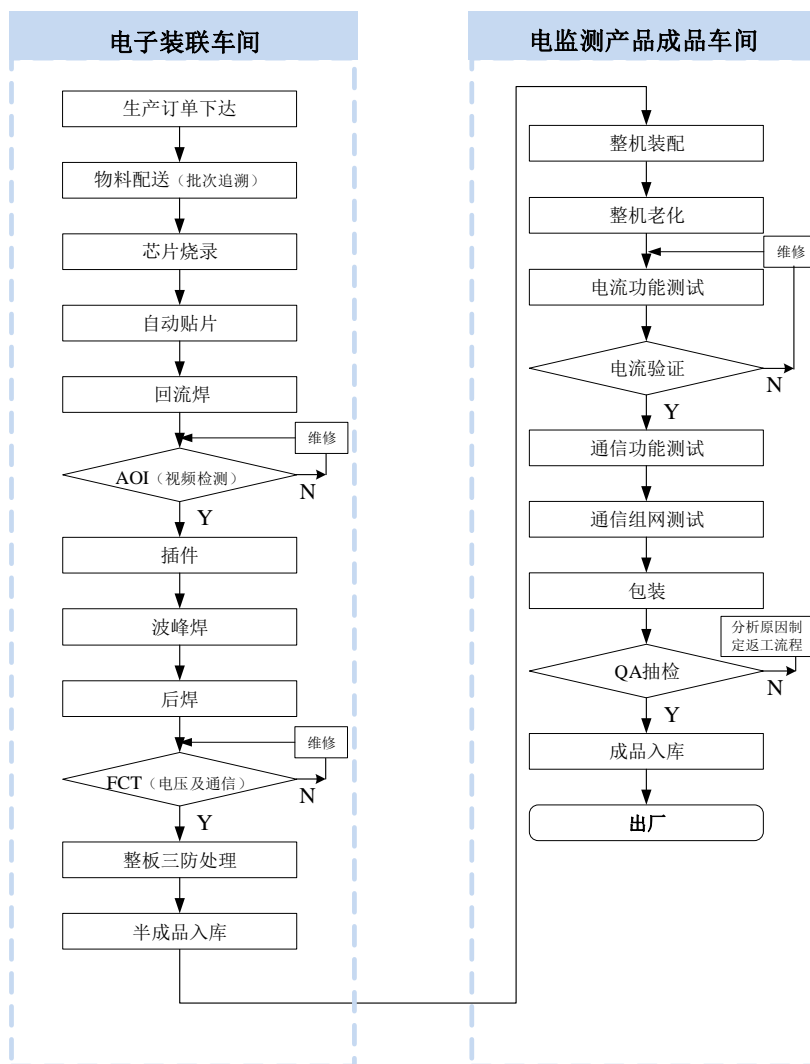 电子装联车间
生产订单下达
物料配送（批次追溯）
芯片烧录
自动贴片
回流焊
维修
AOI（视频检测）
N
Y
插件
波峰焊
后焊
维修
FCT（电压及通信）
N
Y
整板三防处理
半成品入库
电监测产品成品车间
整机装配
整机老化
维修
电流功能测试
电流验证
N
Y
通信功能测试
通信组网测试
包装
分析原因制
定返工流程
QA抽检
N
Y
成品入库
出厂